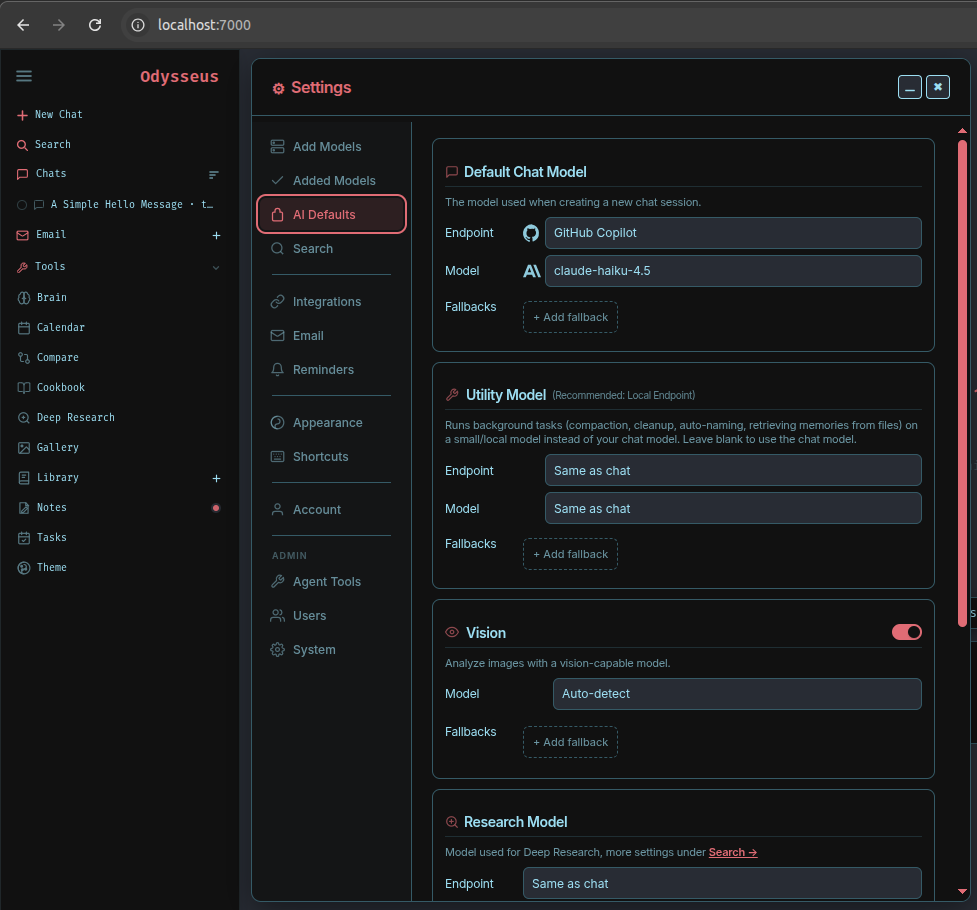 localhost:7000
Odysseus
New Chat
Search
Chats
A Simple Hello Message · t…
Email
Tools
Brain
Calendar
Compare
Cookbook
Deep Research
Gallery
Library
Notes
Tasks
Theme
Settings
Add Models
Added Models
AI Defaults
Search
Integrations
Email
Reminders
Appearance
Shortcuts
Account
ADMIN
Agent Tools
Users
System
Default Chat Model
The model used when creating a new chat session.
Endpoint
GitHub Copilot
Model
claude-haiku-4.5
Fallbacks
+ Add fallback
Utility Model (Recommended: Local Endpoint)
Runs background tasks (compaction, cleanup, auto-naming, retrieving memories from files) on
a small/local model instead of your chat model. Leave blank to use the chat model.
Endpoint
Same as chat
Model
Same as chat
Fallbacks
+ Add fallback
Vision
Analyze images with a vision-capable model.
Model
Auto-detect
Fallbacks
+ Add fallback
Research Model
Model used for Deep Research, more settings under Search →
Endpoint
Same as chat